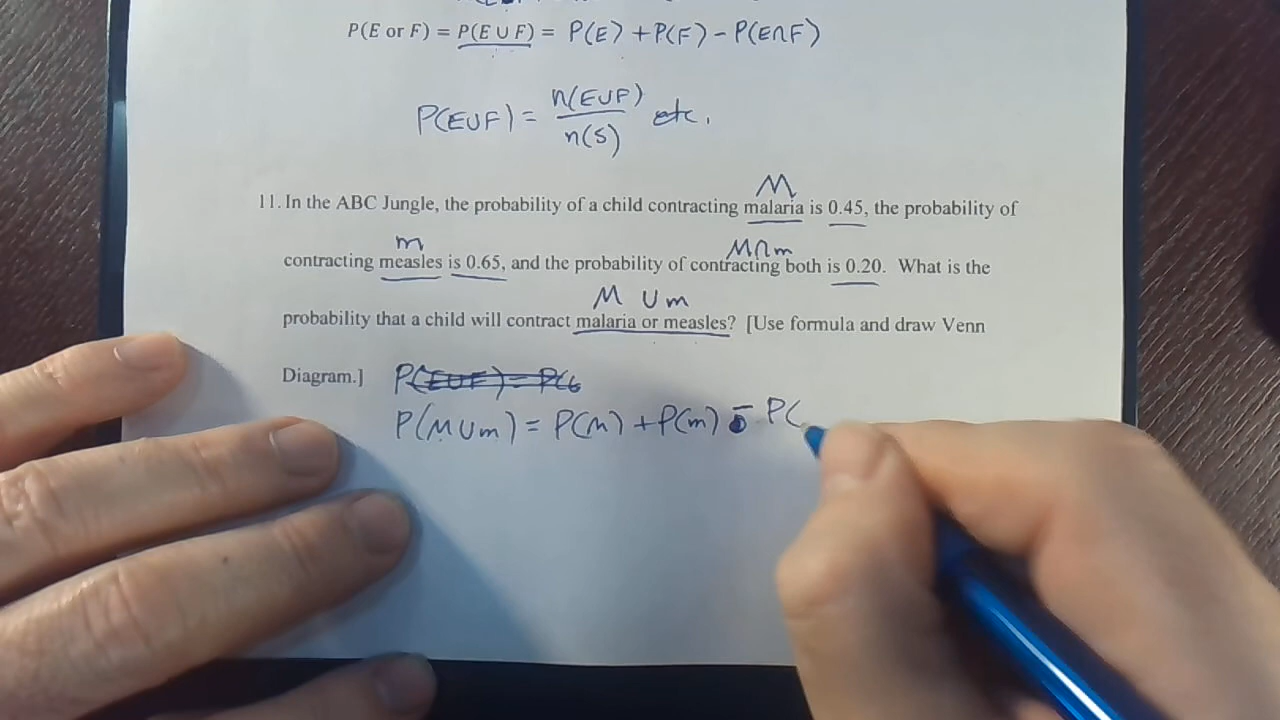 P(E or F) = P(E ∪ F) = P(E) + P(F) - P(E∩F)
P(E∪F) = n(E∪F) / n(S) etc.
M
11. In the ABC Jungle, the probability of a child contracting malaria is 0.45, the probability of
m M∩m
contracting measles is 0.65, and the probability of contracting both is 0.20. What is the
M ∪ m
probability that a child will contract malaria or measles? [Use formula and draw Venn
Diagram.] P(E∪F) = P(
P(M∪m) = P(M) + P(m) - P(